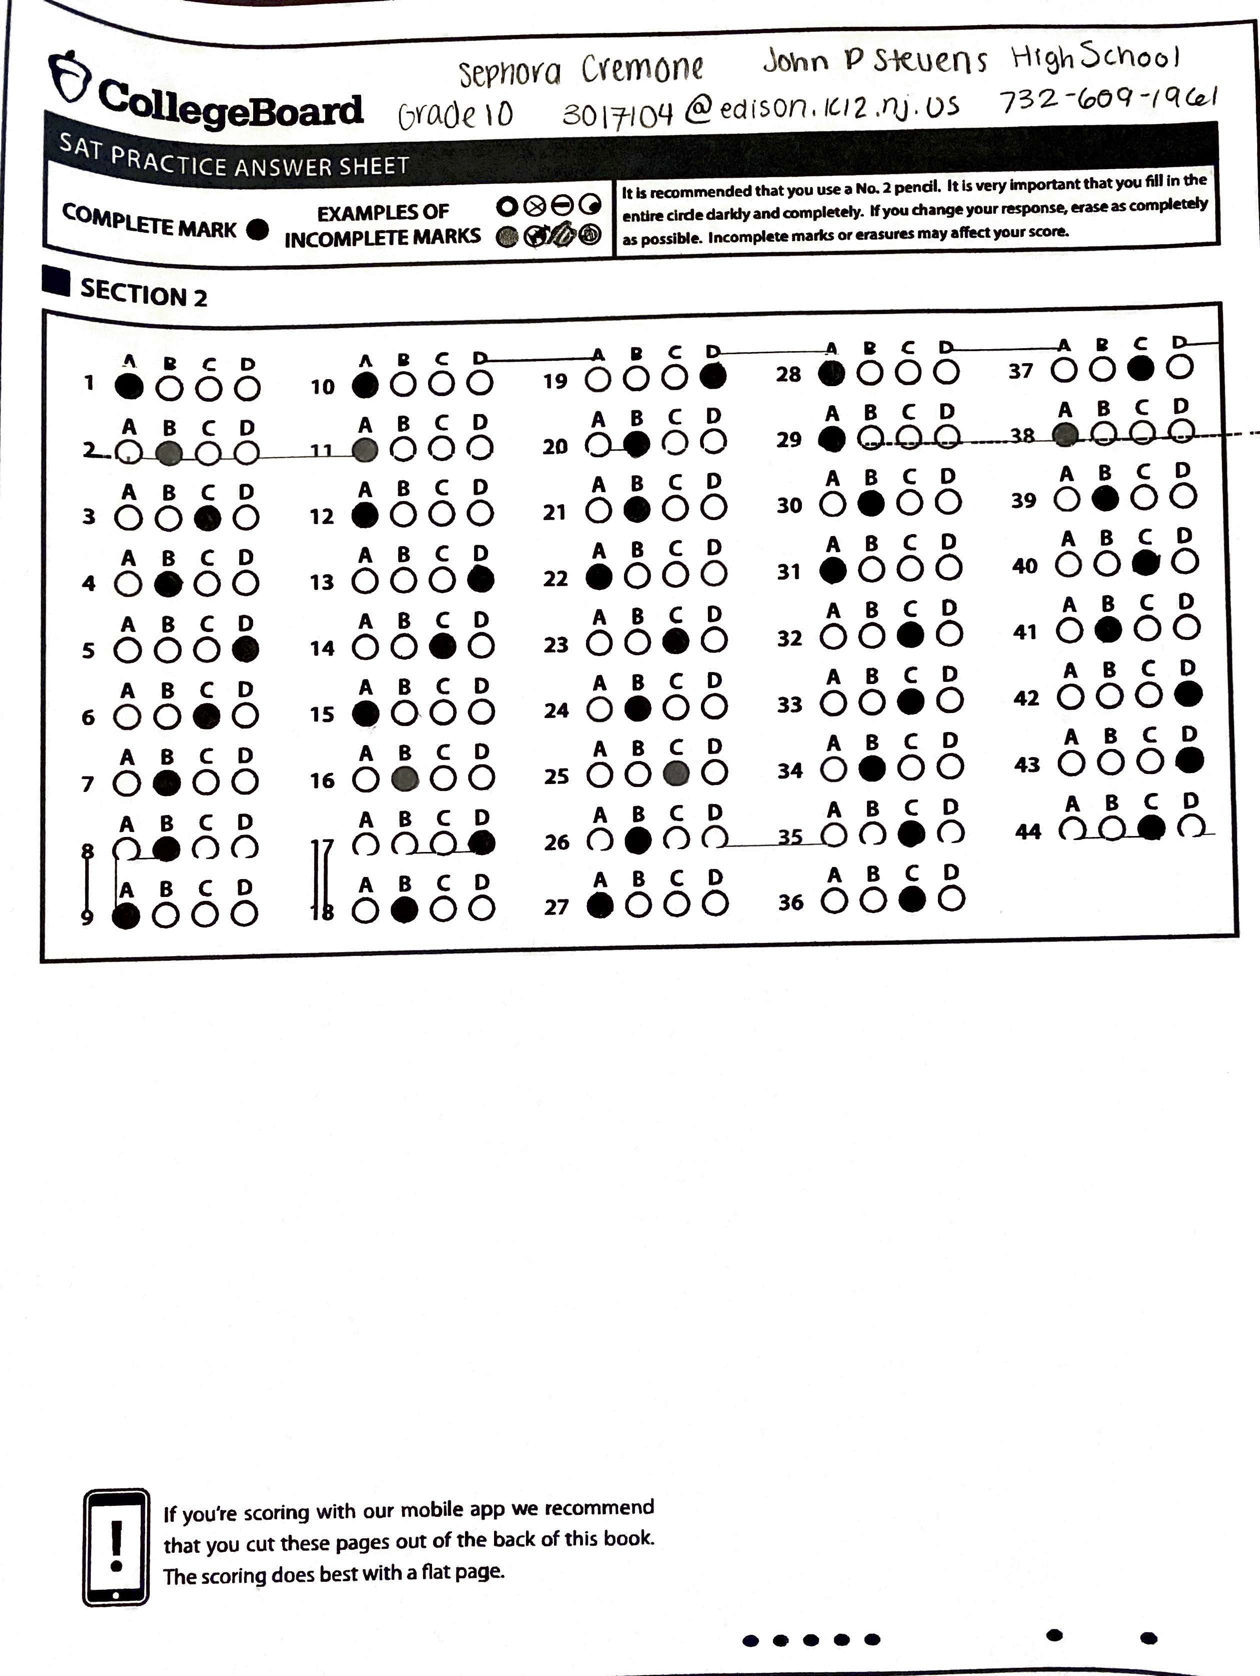 Sephora Cremone John P Stevens High School
CollegeBoard Grade 10 3017104@edison.k12.nj.us
SAT PRACTICE ANSWER SHEET
COMPLETE MARK
EXAMPLES OF
INCOMPLETE MARKS
It is recommended that you use a No. 2 pencil. It is very important that you fill in the
entire circle darkly and completely. If you change your response, erase as completely
as possible. Incomplete marks or erasures may affect your score.
SECTION 2
A B C D A B C D A B C D A B C D A B C D
1 10 19 28 37
A B C D A B C D A B C D A B C D A B C D
2 11 20 29 38
A B C D A B C D A B C D A B C D A B C D
3 12 21 30 39
A B C D A B C D A B C D A B C D A B C D
4 13 22 31 40
A B C D A B C D A B C D A B C D A B C D
5 14 23 32 41
A B C D A B C D A B C D A B C D A B C D
6 15 24 33 42
A B C D A B C D A B C D A B C D A B C D
7 16 25 34 43
A B C D A B C D A B C D A B C D A B C D
8 17 26 35 44
A B C D A B C D A B C D A B C D
9 18 27 36
If you're scoring with our mobile app we recommend
that you cut these pages out of the back of this book.
The scoring does best with a flat page.